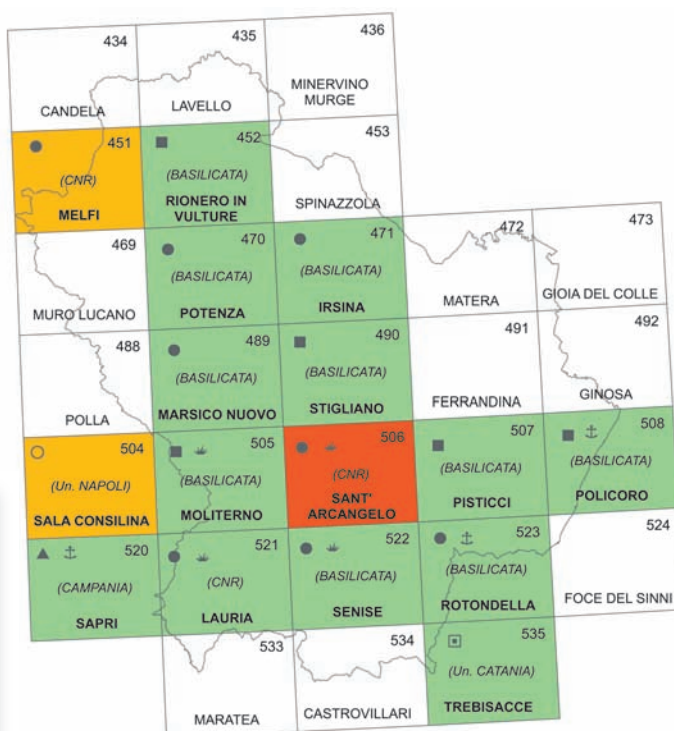 434
CANDELA
435
LAVELLO
436
MINERVINO
MURGE
451
(CNR)
MELFI
452
(BASILICATA)
RIONERO IN
VULTURE
453
SPINAZZOLA
469
MURO LUCANO
470
(BASILICATA)
POTENZA
471
(BASILICATA)
IRSINA
472
MATERA
473
GIOIA DEL COLLE
488
POLLA
489
(BASILICATA)
MARSICO NUOVO
490
(BASILICATA)
STIGLIANO
491
FERRANDINA
492
GINOSA
504
(Un. NAPOLI)
SALA CONSILINA
505
(BASILICATA)
MOLITERNO
506
(CNR)
SANT'
ARCANGELO
507
(BASILICATA)
PISTICCI
508
(BASILICATA)
POLICORO
520
(CAMPANIA)
SAPRI
521
(CNR)
LAURIA
522
(BASILICATA)
SENISE
523
(BASILICATA)
ROTONDELLA
524
FOCE DEL SINNI
533
MARATEA
534
CASTROVILLARI
535
(Un. CATANIA)
TREBISACCE